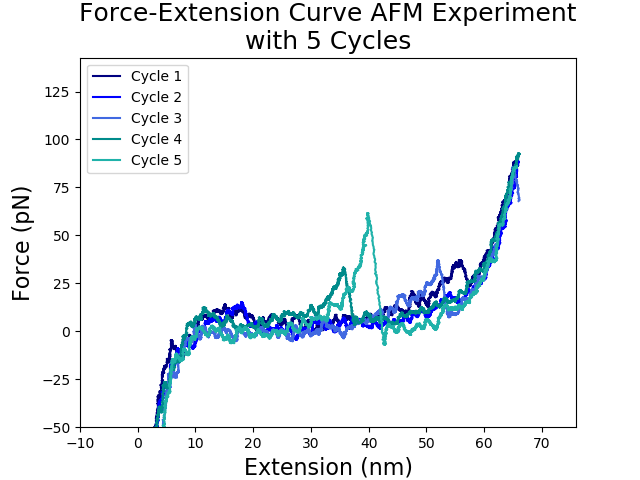 Force-Extension Curve AFM Experiment
with 5 Cycles
Force (pN)
125
100
75
50
25
0
−25
−50
Cycle 1
Cycle 2
Cycle 3
Cycle 4
Cycle 5
−10
0
10
20
30
40
50
60
70
Extension (nm)